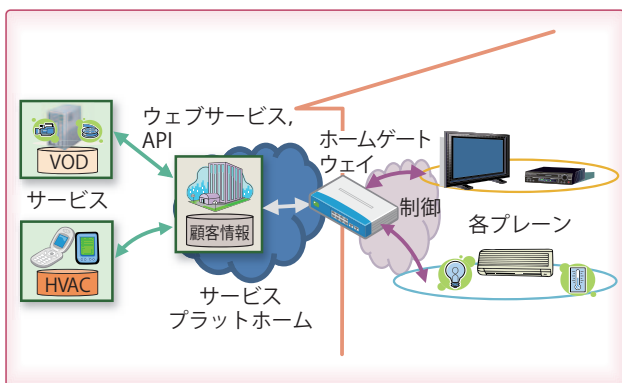 ウェブサービス,
API
ホームゲート
ウェイ
VOD
サービス
顧客情報
制御
各プレーン
HVAC
サービス
プラットホーム